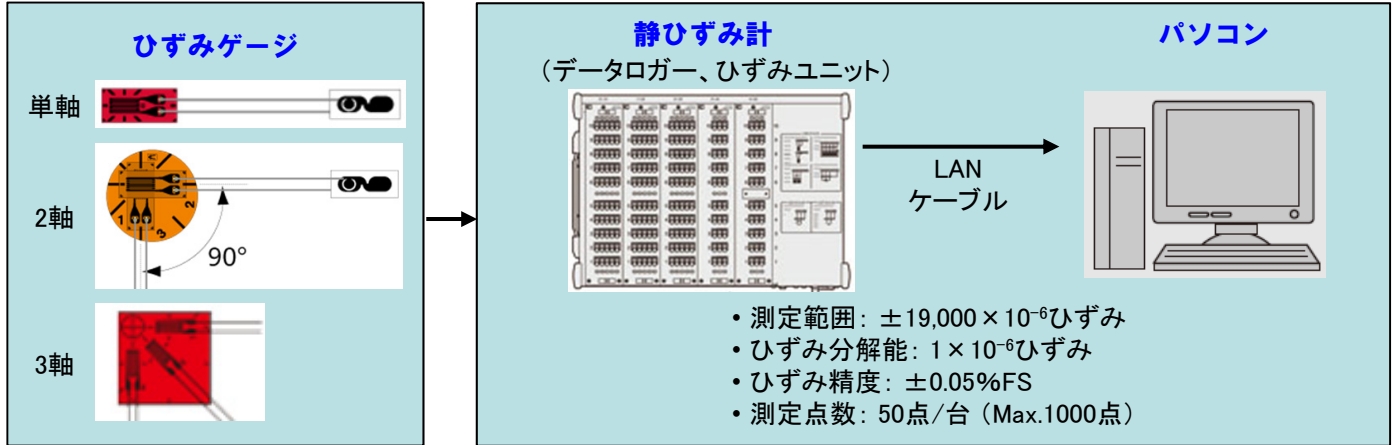 ひずみゲージ
単軸
2軸
1
2
3
90°
3軸
静ひずみ計
（データロガー、ひずみユニット）
LAN
ケーブル
パソコン
• 測定範囲： ±19,000×10⁻⁶ひずみ
• ひずみ分解能： 1×10⁻⁶ひずみ
• ひずみ精度： ±0.05%FS
• 測定点数： 50点/台（Max.1000点）